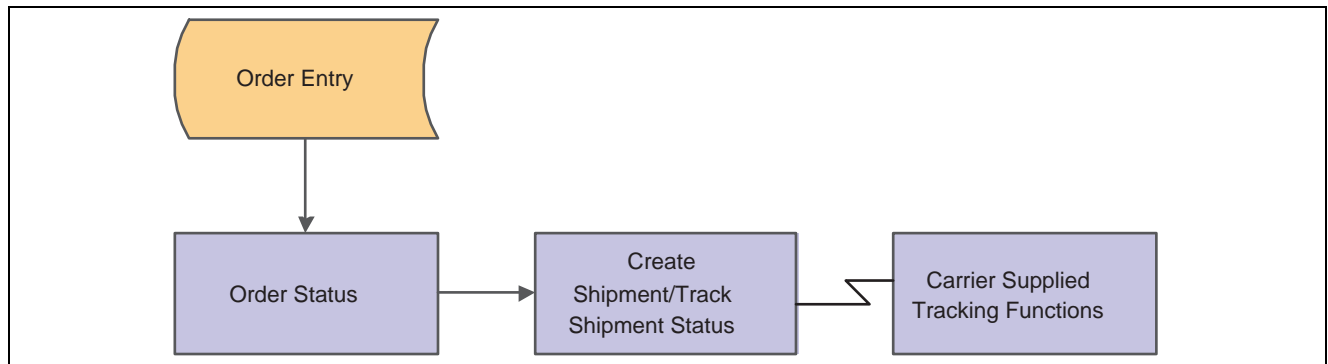 Order Entry
Order Status
Create
Shipment/Track
Shipment Status
Carrier Supplied
Tracking Functions